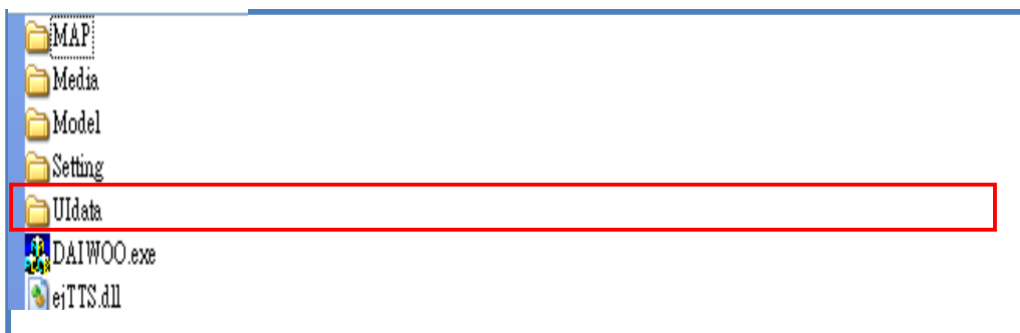 MAP
Media
Model
Setting
UIdata
DAIWOO.exe
ejTTS.dll